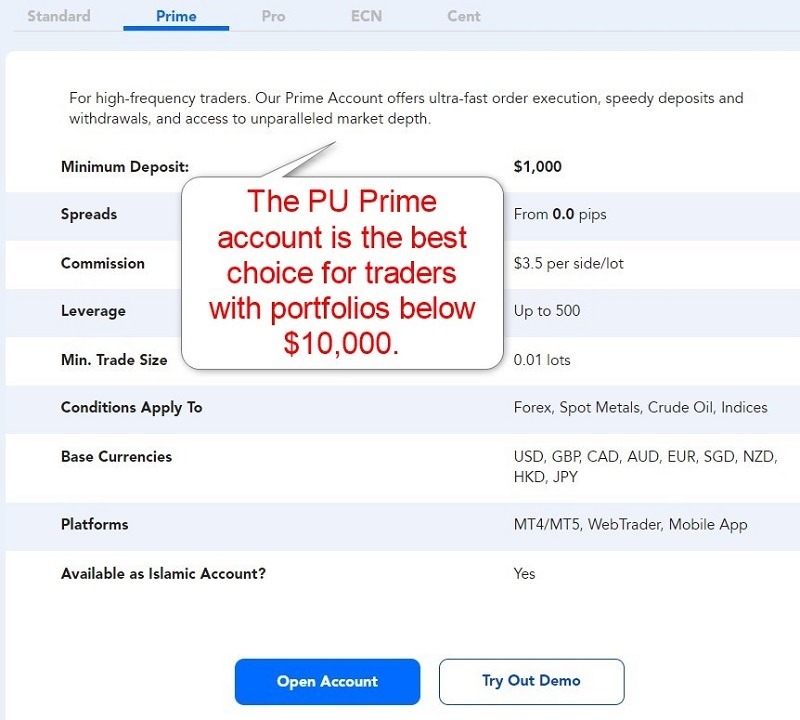 Standard Prime Pro ECN Cent
For high-frequency traders. Our Prime Account offers ultra-fast order execution, speedy deposits and
withdrawals, and access to unparalleled market depth.
Minimum Deposit: $1,000
The PU Prime
account is the best
choice for traders
with portfolios below
$10,000.
Spreads From 0.0 pips
Commission $3.5 per side/lot
Leverage Up to 500
Min. Trade Size 0.01 lots
Conditions Apply To Forex, Spot Metals, Crude Oil, Indices
Base Currencies USD, GBP, CAD, AUD, EUR, SGD, NZD,
HKD, JPY
Platforms MT4/MT5, WebTrader, Mobile App
Available as Islamic Account? Yes
Open Account Try Out Demo